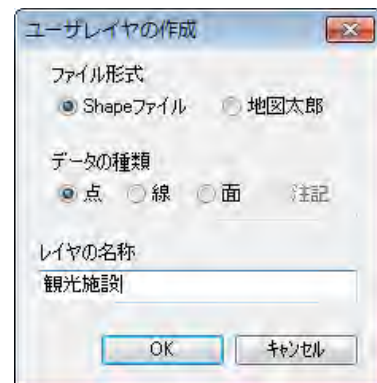 ユーザレイヤの作成
ファイル形式
Shapeファイル 地図太郎
データの種類
点 線 面 注記
レイヤの名称
観光施設
OK キャンセル